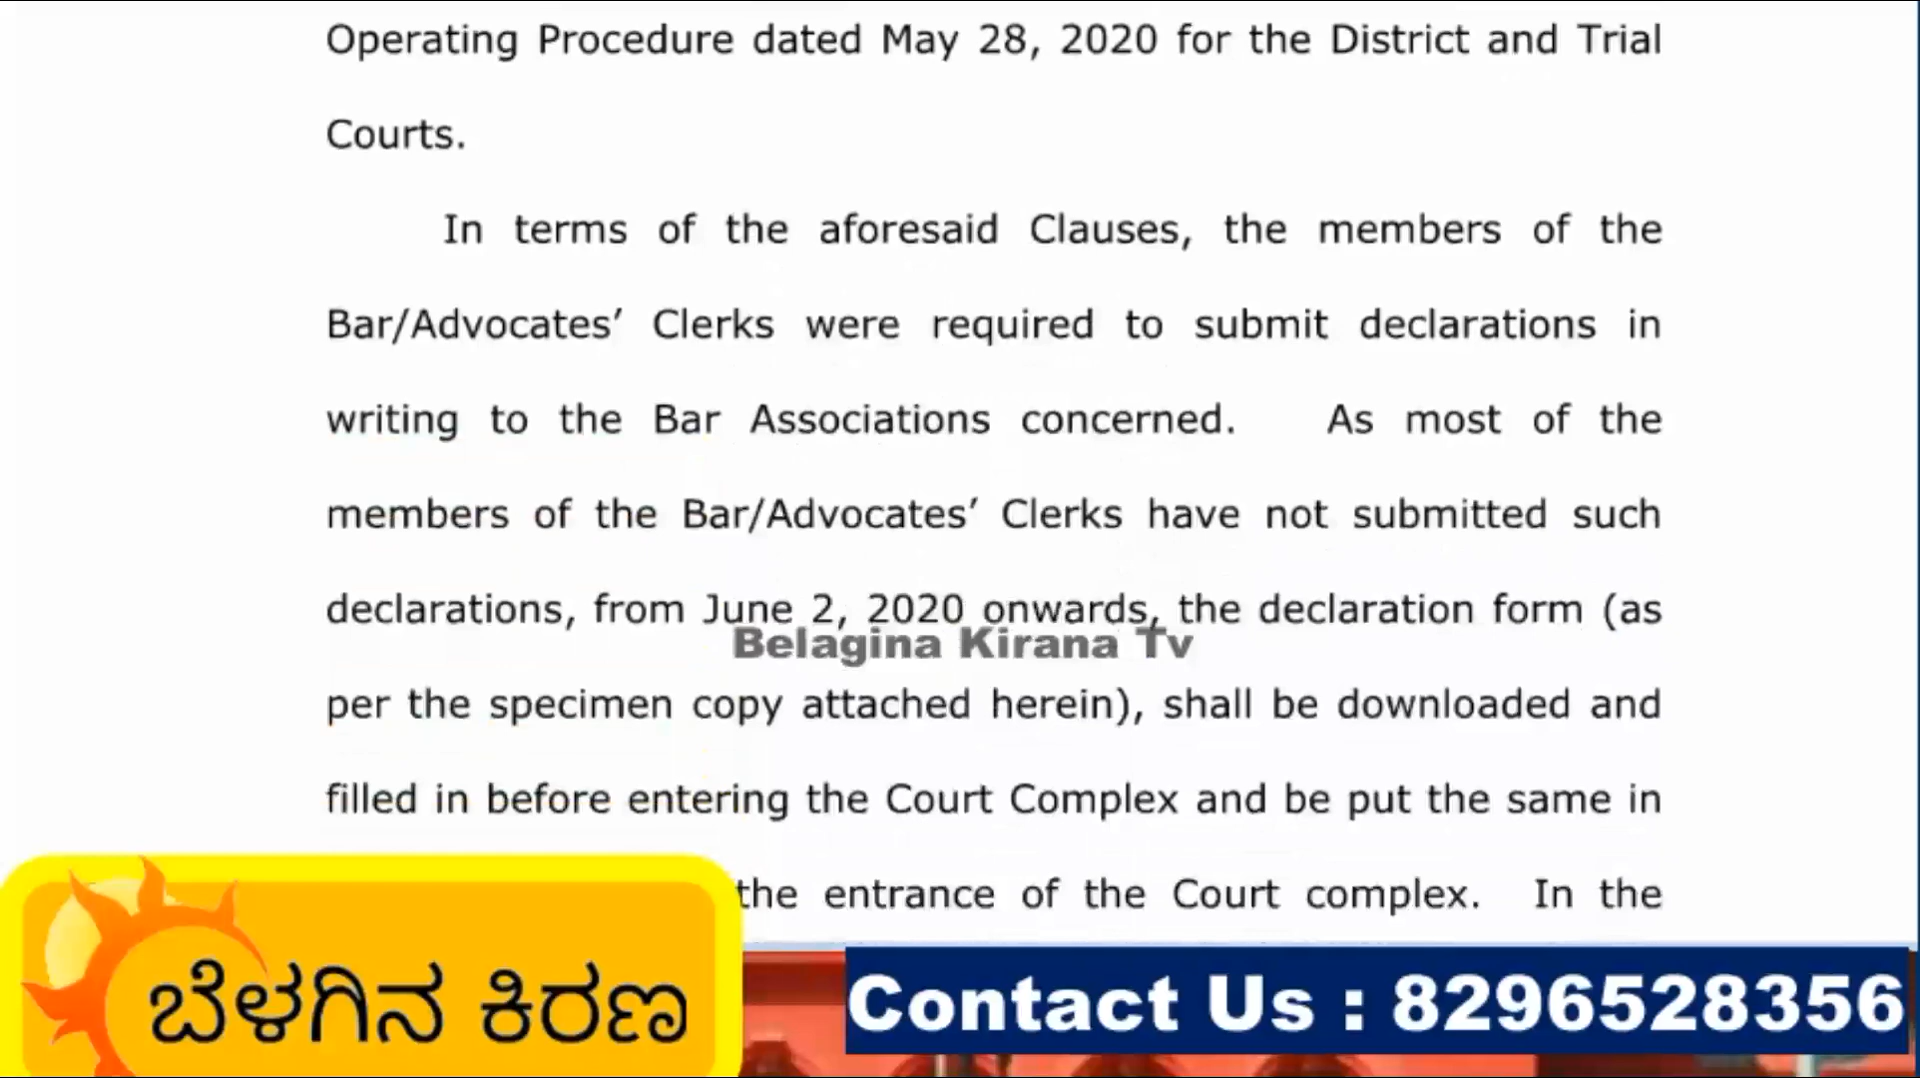 Operating Procedure dated May 28, 2020 for the District and Trial
Courts.
In terms of the aforesaid Clauses, the members of the
Bar/Advocates’ Clerks were required to submit declarations in
writing to the Bar Associations concerned. As most of the
members of the Bar/Advocates’ Clerks have not submitted such
declarations, from June 2, 2020 onwards, the declaration form (as
Belagina Kirana Tv
per the specimen copy attached herein), shall be downloaded and
filled in before entering the Court Complex and be put the same in
the entrance of the Court complex. In the
ಬೆಳಗಿನ ಕಿರಣ
Contact Us : 8296528356